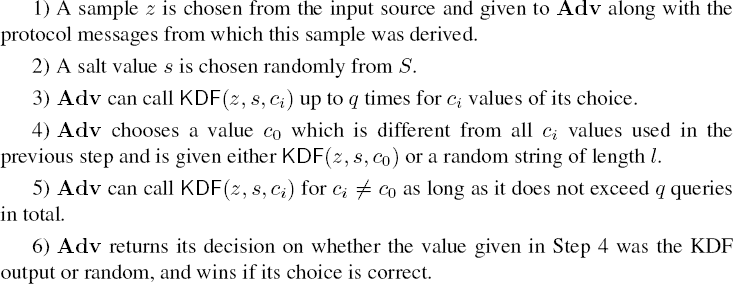 1) A sample z is chosen from the input source and given to Adv along with the
protocol messages from which this sample was derived.
2) A salt value s is chosen randomly from S.
3) Adv can call KDF(z, s, c_i) up to q times for c_i values of its choice.
4) Adv chooses a value c_0 which is different from all c_i values used in the
previous step and is given either KDF(z, s, c_0) or a random string of length l.
5) Adv can call KDF(z, s, c_i) for c_i ≠ c_0 as long as it does not exceed q queries
in total.
6) Adv returns its decision on whether the value given in Step 4 was the KDF
output or random, and wins if its choice is correct.